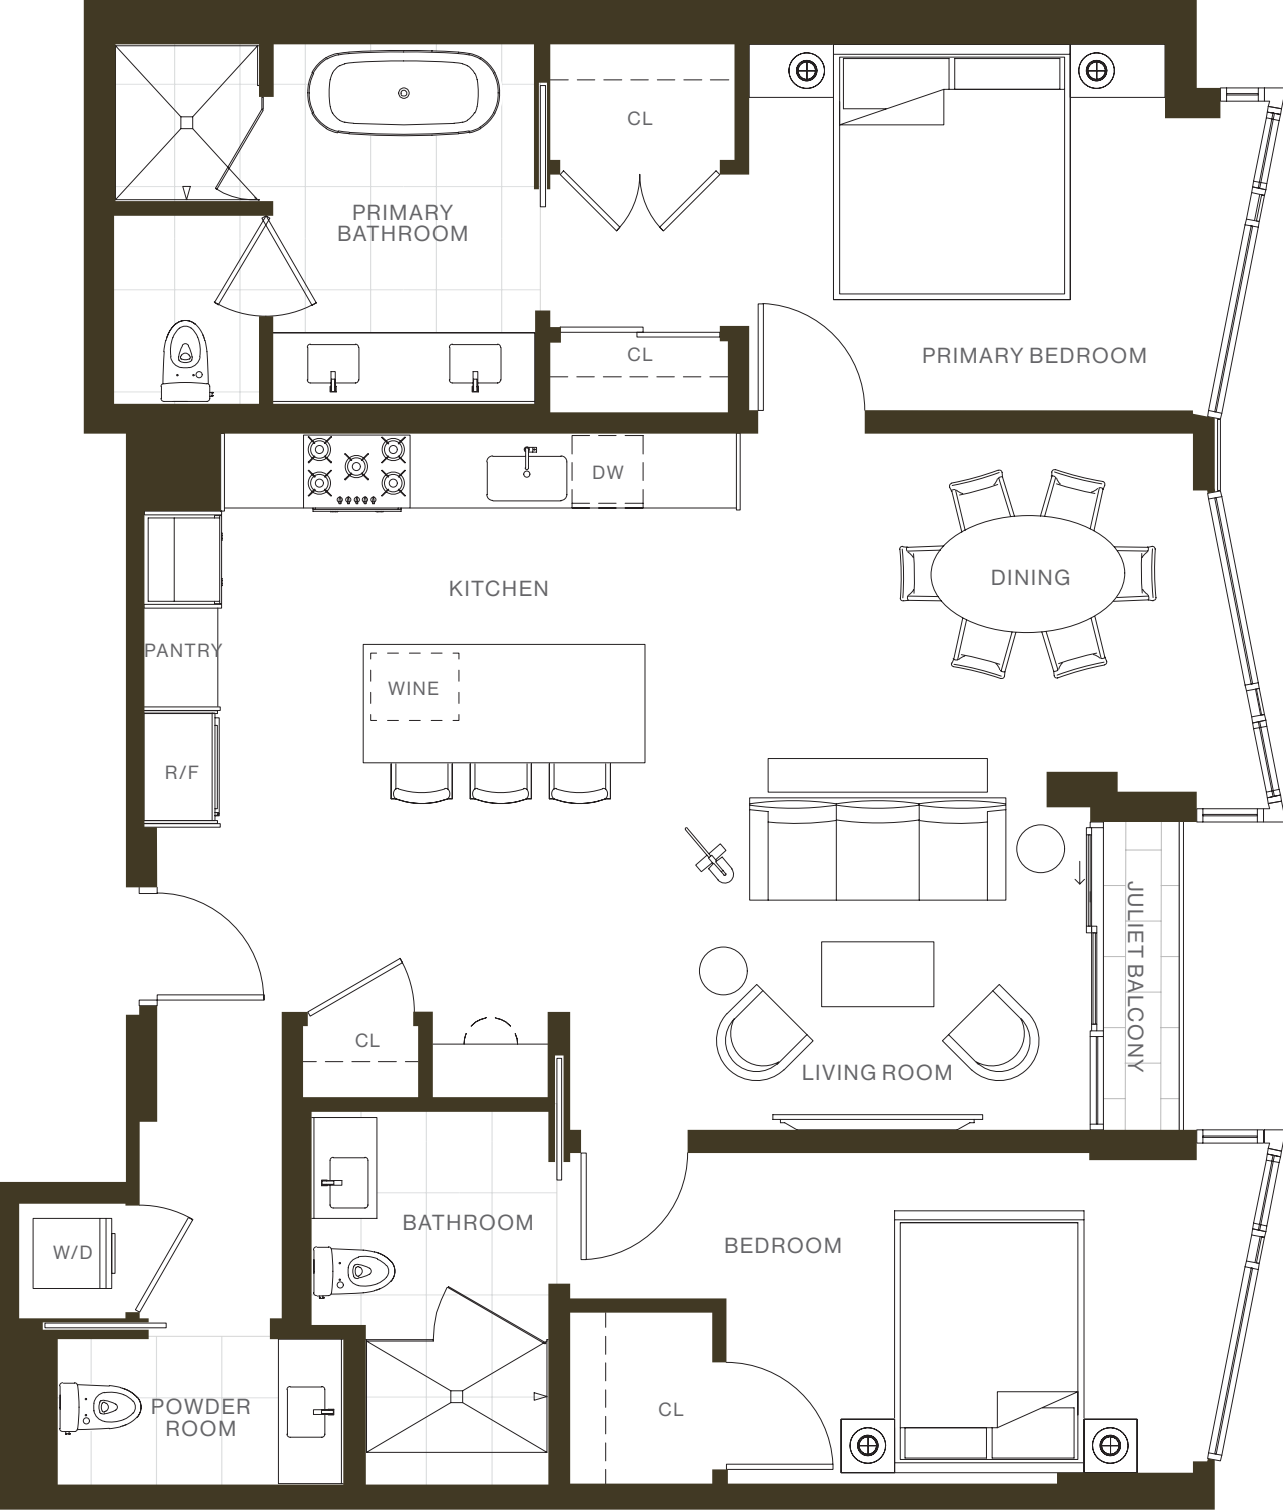 CL
PRIMARY
BATHROOM
CL
PRIMARY BEDROOM
DW
DINING
KITCHEN
PANTRY
WINE
R/F
JULIET BALCONY
CL
LIVING ROOM
BATHROOM
BEDROOM
W/D
POWDER
ROOM
CL